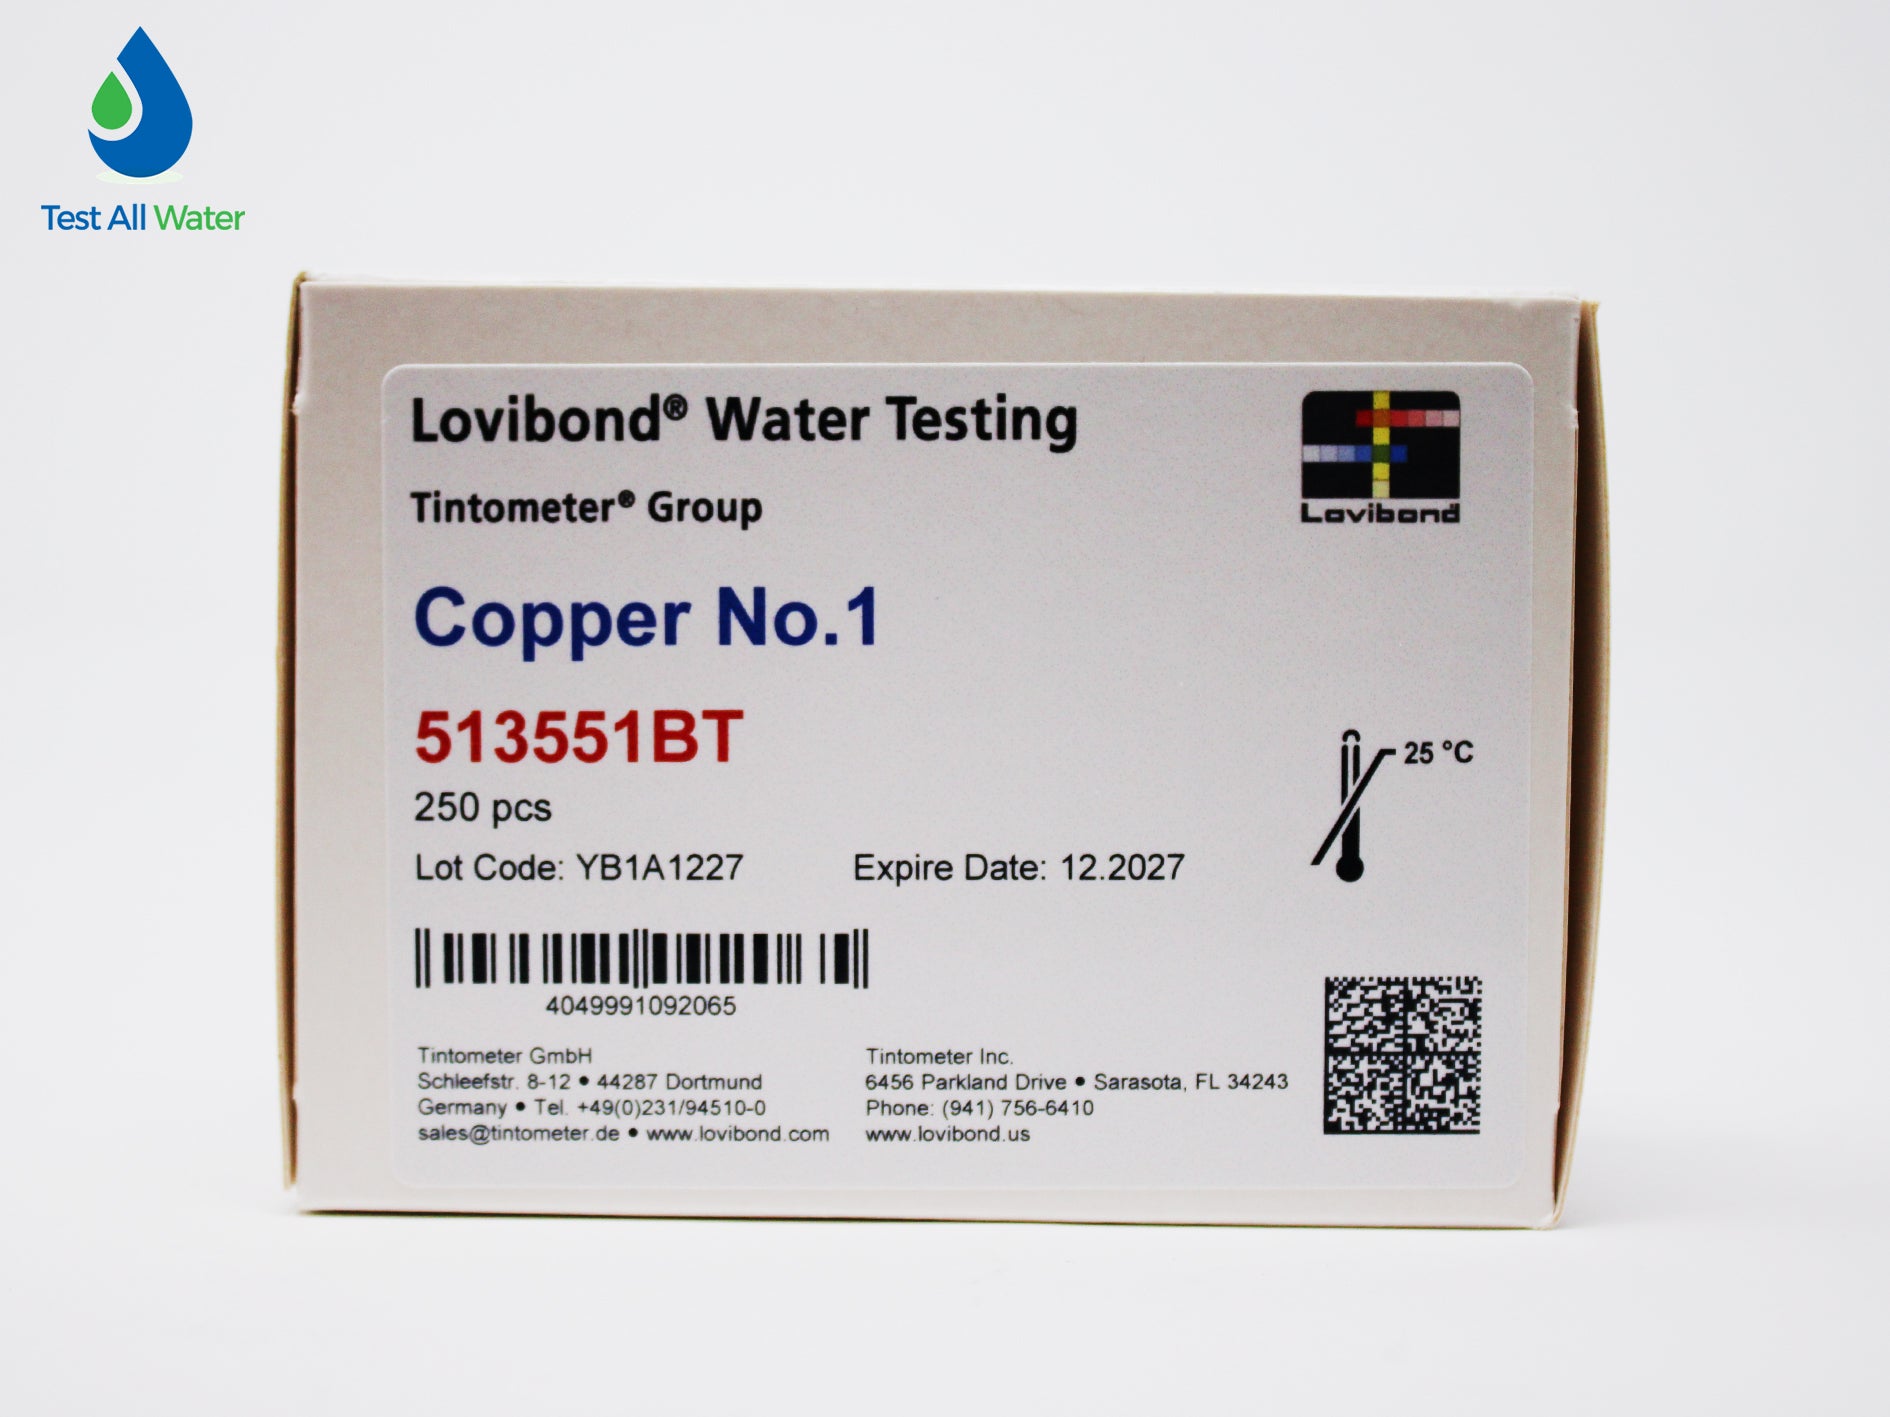 Test All Water
Lovibond® Water Testing
Tintometer® Group
Lovibond
Copper No.1
513551BT
25 °C
250 pcs
Lot Code: YB1A1227 Expire Date: 12.2027
4049991092065
Tintometer GmbH
Schleefstr. 8-12 • 44287 Dortmund
Germany • Tel. +49(0)231/94510-0
sales@tintometer.de • www.lovibond.com
Tintometer Inc.
6456 Parkland Drive • Sarasota, FL 34243
Phone: (941) 756-6410
www.lovibond.us